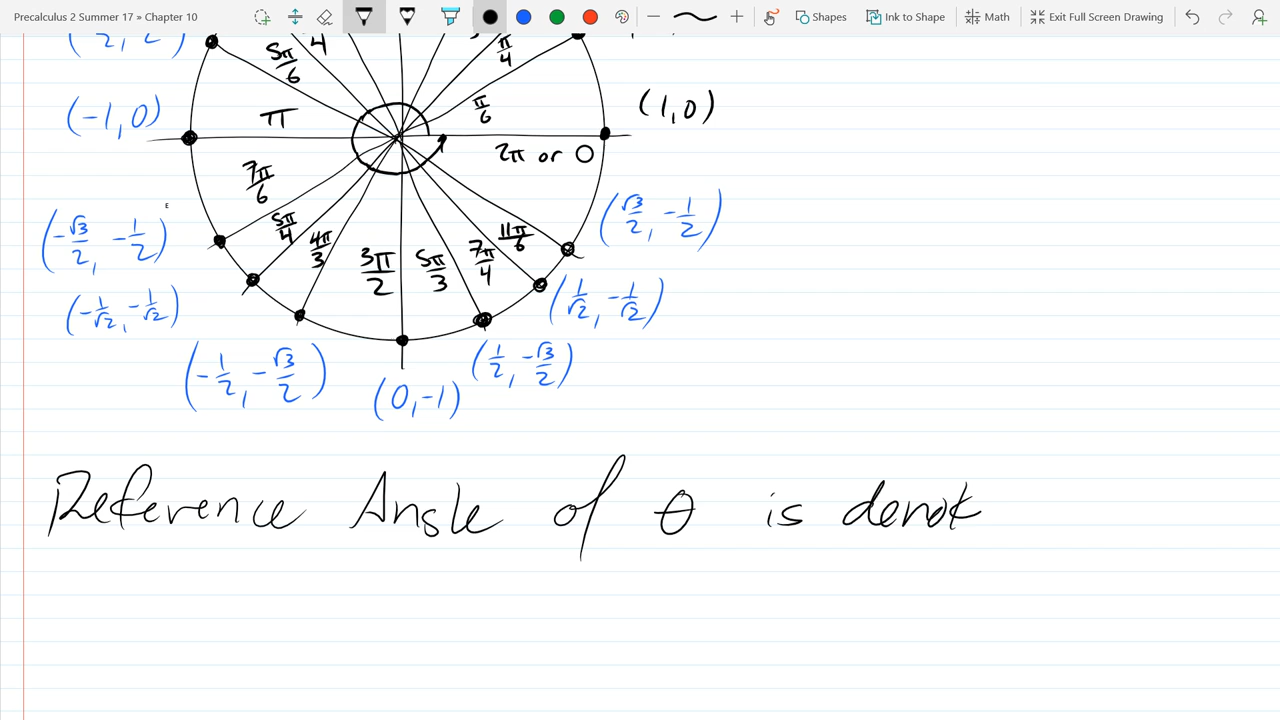 Precalculus 2 Summer 17 » Chapter 10
Shapes Ink to Shape Math Exit Full Screen Drawing
5π/6
4
π/4
(-1, 0)
π
π/6
(1, 0)
2π or 0
7π/6
(-√3/2, -1/2)
5π/4
4π/3
3π/2
5π/3
7π/4
11π/6
(√3/2, -1/2)
(-1/√2, -1/√2)
(1/√2, -1/√2)
(-1/2, -√3/2)
(0, -1)
(1/2, -√3/2)
Reference Angle of θ is denot